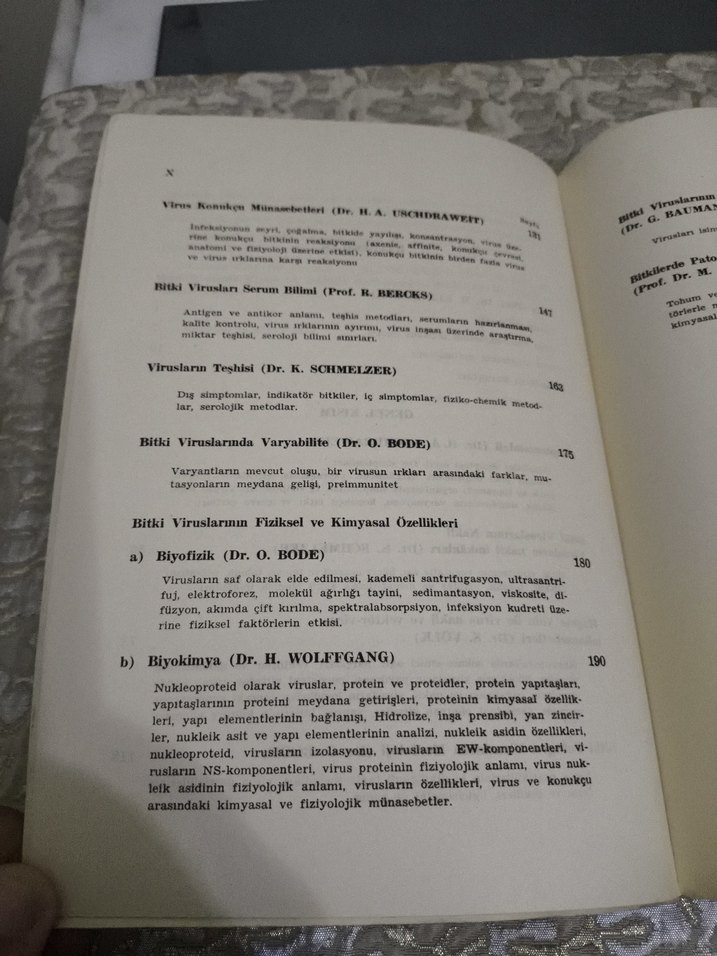 X
Sayfa
Virus Konukçu Münasebetleri (Dr. H. A. USCHDRAWEIT)
İnfeksiyonun seyri, çoğalma, bitkide yayılışı, konsantrasyon, virus üze-
rine konukçu bitkinin reaksiyonu (axenie, affinite, konukçu çevresi,
anatomi ve fizyoloji üzerine etkisi), konukçu bitkinin birden fazla virus
ve virus ırklarına karşı reaksiyonu
Bitki Virusları Serum Bilimi (Prof. R. BERCKS)
147
Antigen ve antikor anlamı, teşhis metodları, serumların hazırlanması,
kalite kontrolu, virus ırklarının ayırımı, virus inşası üzerinde araştırma,
miktar teşhisi, seroloji bilimi sınırları.
Virusların Teşhisi (Dr. K. SCHMELZER)
163
Dış simptomlar, indikatör bitkiler, iç simptomlar, fiziko-chemik metod-
lar, serolojik metodlar.
Bitki Viruslarında Varyabilite (Dr. O. BODE)
175
Varyantların mevcut oluşu, bir virusun ırkları arasındaki farklar, mu-
tasyonların meydana gelişi, preimmunitet
Bitki Viruslarının Fiziksel ve Kimyasal Özellikleri
a) Biyofizik (Dr. O. BODE)
180
Virusların saf olarak elde edilmesi, kademeli santrifugasyon, ultrasantri-
fuj, elektroforez, molekül ağırlığı tayini, sedimantasyon, viskosite, di-
füzyon, akımda çift kırılma, spektralabsorpsiyon, infeksiyon kudreti üze-
rine fiziksel faktörlerin etkisi.
b) Biyokimya (Dr. H. WOLFFGANG)
190
Nukleoproteid olarak viruslar, protein ve proteidler, protein yapıtaşları,
yapıtaşlarının proteini meydana getirişleri, proteinin kimyasal özellik-
leri, yapı elementlerinin bağlanışı, Hidrolize, inşa prensibi, yan zincir-
ler, nukleik asit ve yapı elementlerinin analizi, nukleik asidin özellikleri,
nukleoproteid, virusların izolasyonu, virusların EW-komponentleri, vi-
rusların NS-komponentleri, virus proteinin fiziyolojik anlamı, virus nuk-
leik asidinin fiziyolojik anlamı, virusların özellikleri, virus ve konukçu
arasındaki kimyasal ve fiziyolojik münasebetler.
Bitki Viruslarının
(Dr. G. BAUMAN
Virusları isim
Bitkilerde Pato
(Prof. Dr. M.
Tohum ve
törlerle m
kimyasal